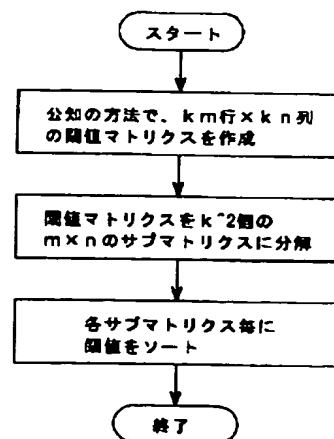 スタート
公知の方法で、km行×kn列
の閾値マトリクスを作成
閾値マトリクスをk^2個の
m×nのサブマトリクスに分解
各サブマトリクス毎に
閾値をソート
終了